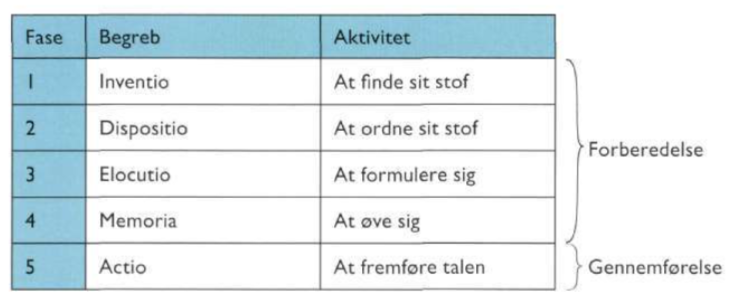 Fase Begreb Aktivitet
1 Inventio At finde sit stof
2 Dispositio At ordne sit stof
3 Elocutio At formulere sig
4 Memoria At øve sig
5 Actio At fremføre talen
Forberedelse
Gennemførelse